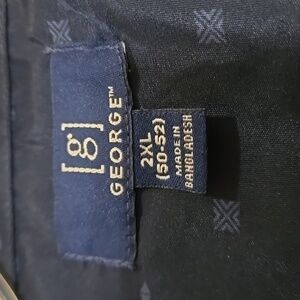 [g]
GEORGE™
2XL
(50-52)
MADE IN
BANGLADESH